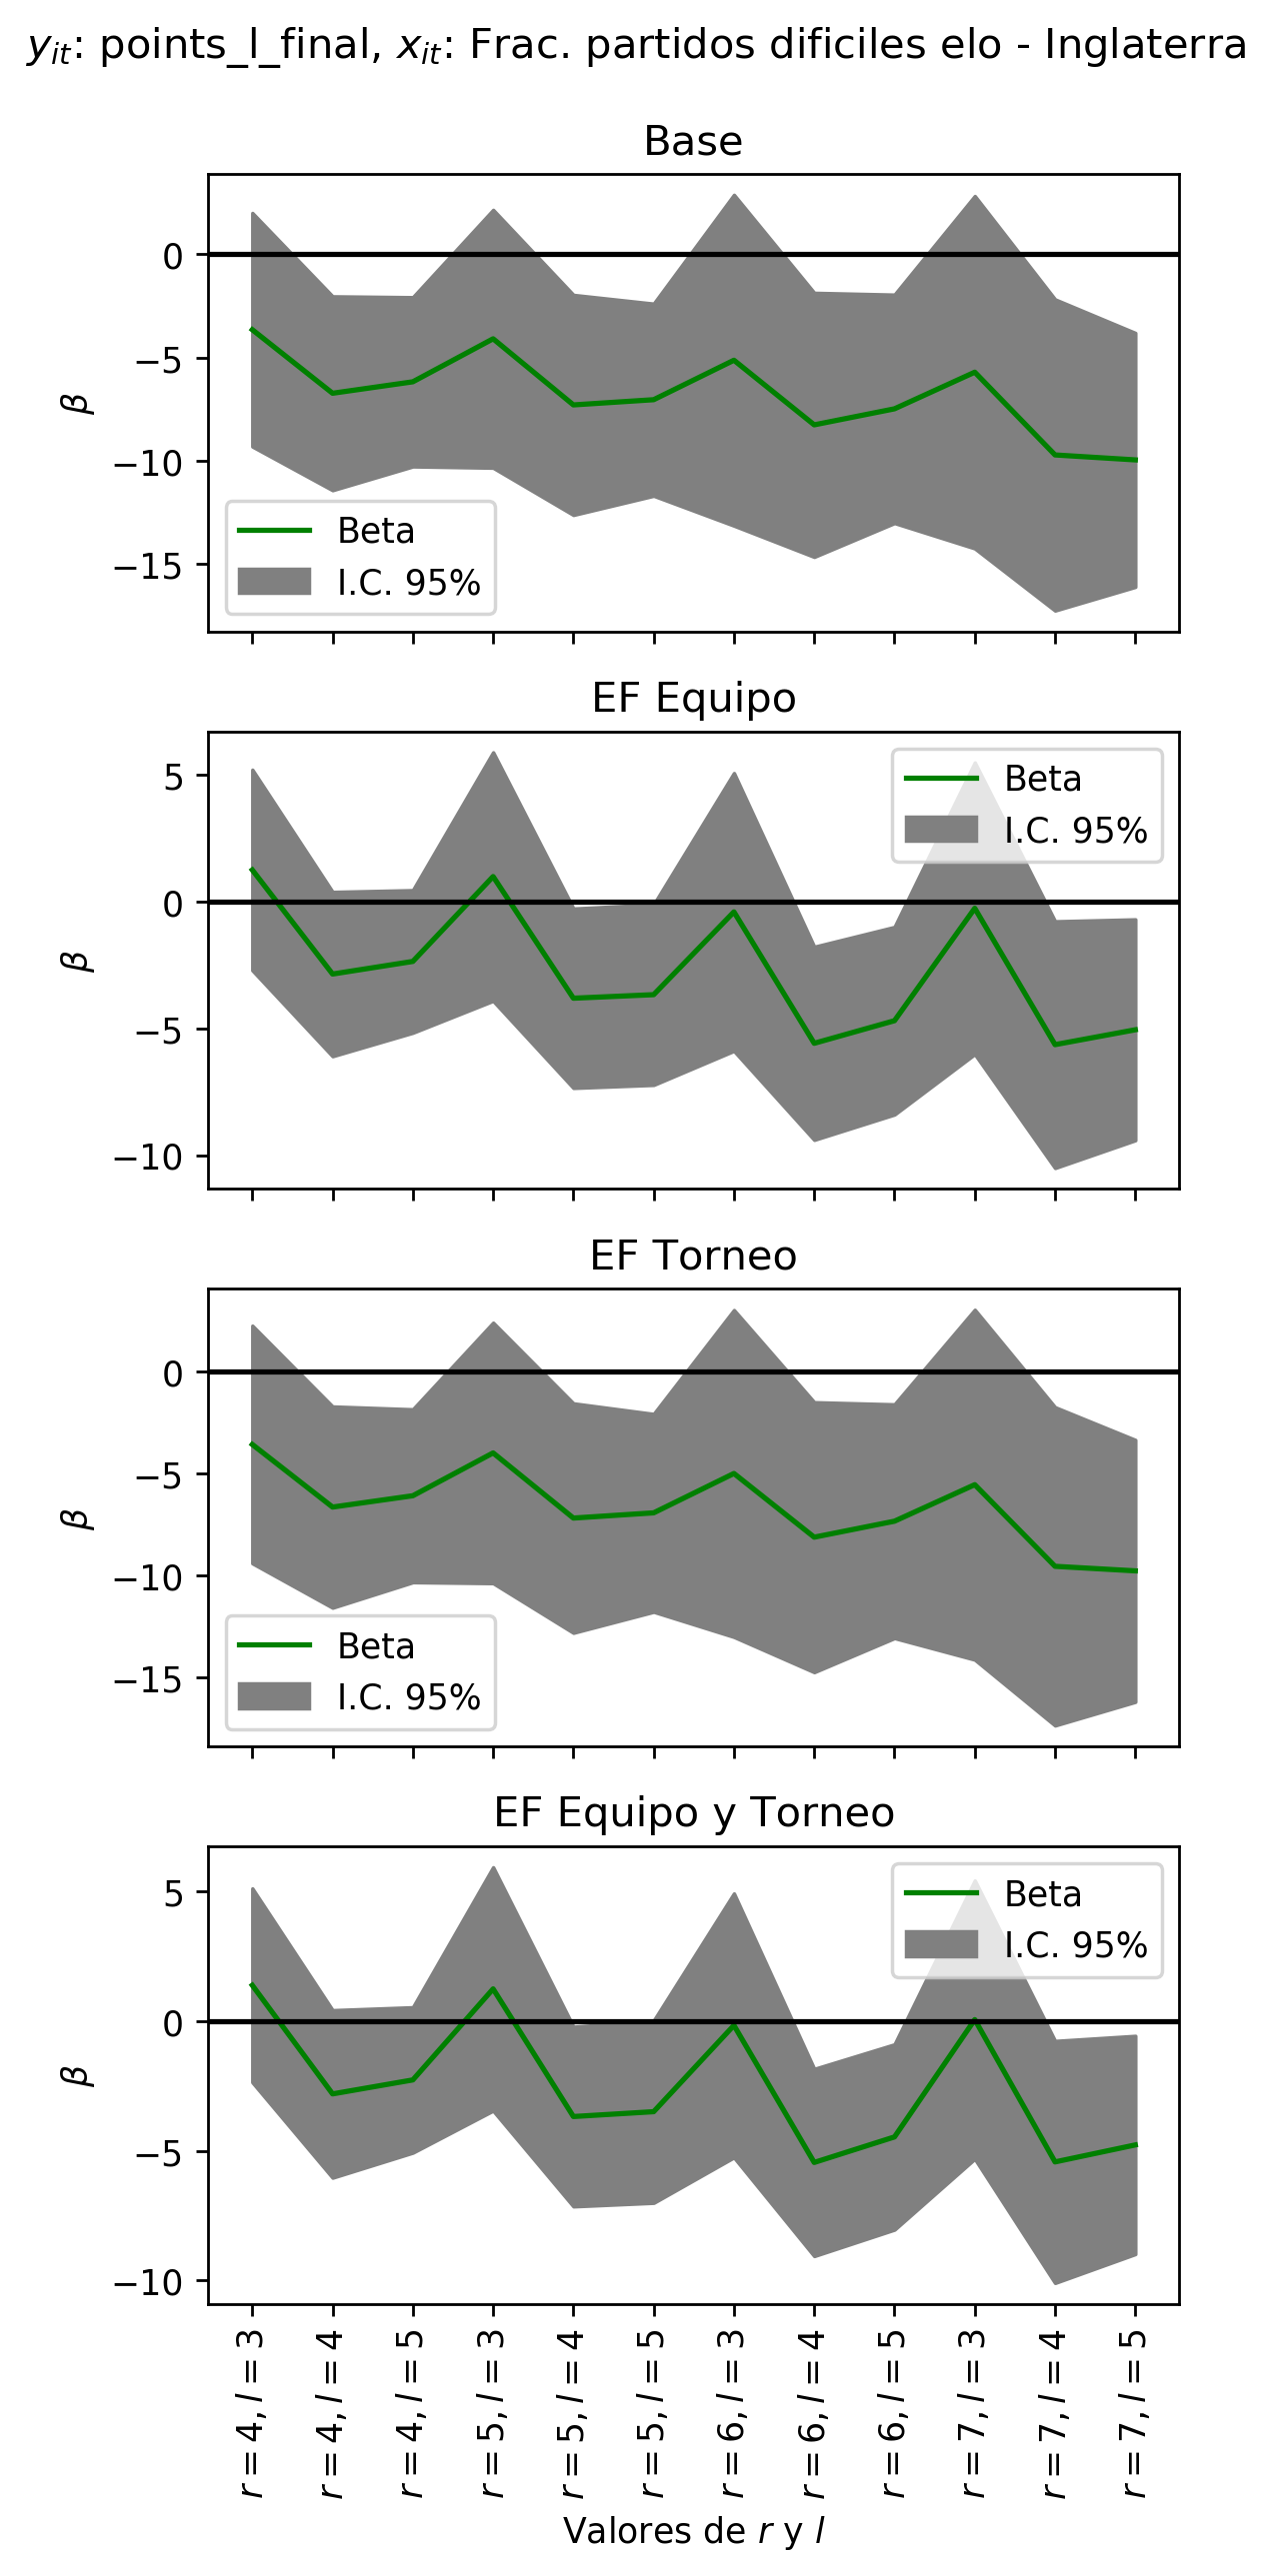 y_it: points_l_final, x_it: Frac. partidos dificiles elo - Inglaterra
Base
0
−5
−10
−15
β
Beta
I.C. 95%
EF Equipo
5
0
−5
−10
β
Beta
I.C. 95%
EF Torneo
0
−5
−10
−15
β
Beta
I.C. 95%
EF Equipo y Torneo
5
0
−5
−10
β
Beta
I.C. 95%
r = 4, l = 3
r = 4, l = 4
r = 4, l = 5
r = 5, l = 3
r = 5, l = 4
r = 5, l = 5
r = 6, l = 3
r = 6, l = 4
r = 6, l = 5
r = 7, l = 3
r = 7, l = 4
r = 7, l = 5
Valores de r y l